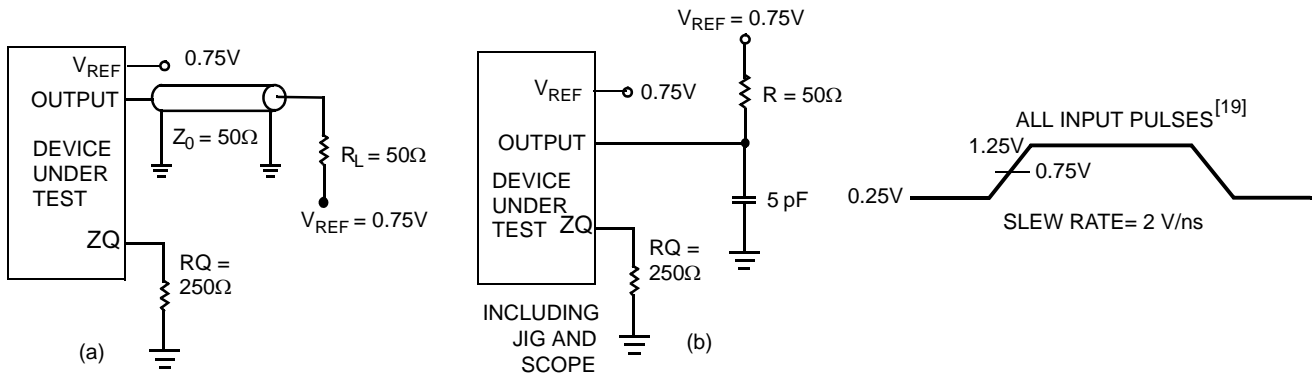 V_REF
0.75V
OUTPUT
Z_0 = 50Ω
DEVICE
UNDER
TEST
R_L = 50Ω
V_REF = 0.75V
ZQ
RQ =
250Ω
(a)
V_REF = 0.75V
V_REF
0.75V
R = 50Ω
OUTPUT
DEVICE
UNDER
TEST
ZQ
5 pF
RQ =
250Ω
INCLUDING
JIG AND
SCOPE
(b)
ALL INPUT PULSES[19]
1.25V
0.75V
0.25V
SLEW RATE= 2 V/ns